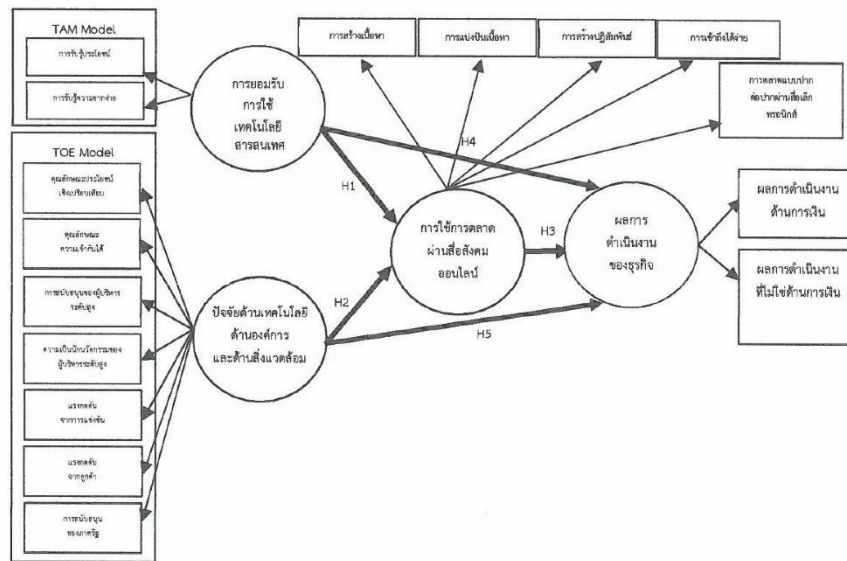 TAM Model
การรับรู้ประโยชน์
การรับรู้ความยากง่าย
TOE Model
คุณลักษณะประโยชน์
เชิงเปรียบเทียบ
คุณลักษณะ
ความเข้ากันได้
การสนับสนุนของผู้บริหาร
ระดับสูง
ความเป็นนวัตกรรมของ
ผู้บริหารระดับสูง
แรงกดดัน
จากการแข่งขัน
แรงกดดัน
จากลูกค้า
การสนับสนุน
ของภาครัฐ
การยอมรับ
การใช้
เทคโนโลยี
สารสนเทศ
ปัจจัยด้านเทคโนโลยี
ด้านองค์การ
และด้านสิ่งแวดล้อม
H1
H2
H3
H4
H5
การใช้การตลาด
ผ่านสื่อสังคม
ออนไลน์
ผลการ
ดำเนินงาน
ของธุรกิจ
การสร้างเนื้อหา
การแบ่งปันเนื้อหา
การสร้างปฏิสัมพันธ์
การเข้าถึงได้ง่าย
การตลาดแบบปาก
ต่อปากผ่านสื่อเล็ก
ทรอนิกส์
ผลการดำเนินงาน
ด้านการเงิน
ผลการดำเนินงาน
ที่ไม่ใช่ด้านการเงิน